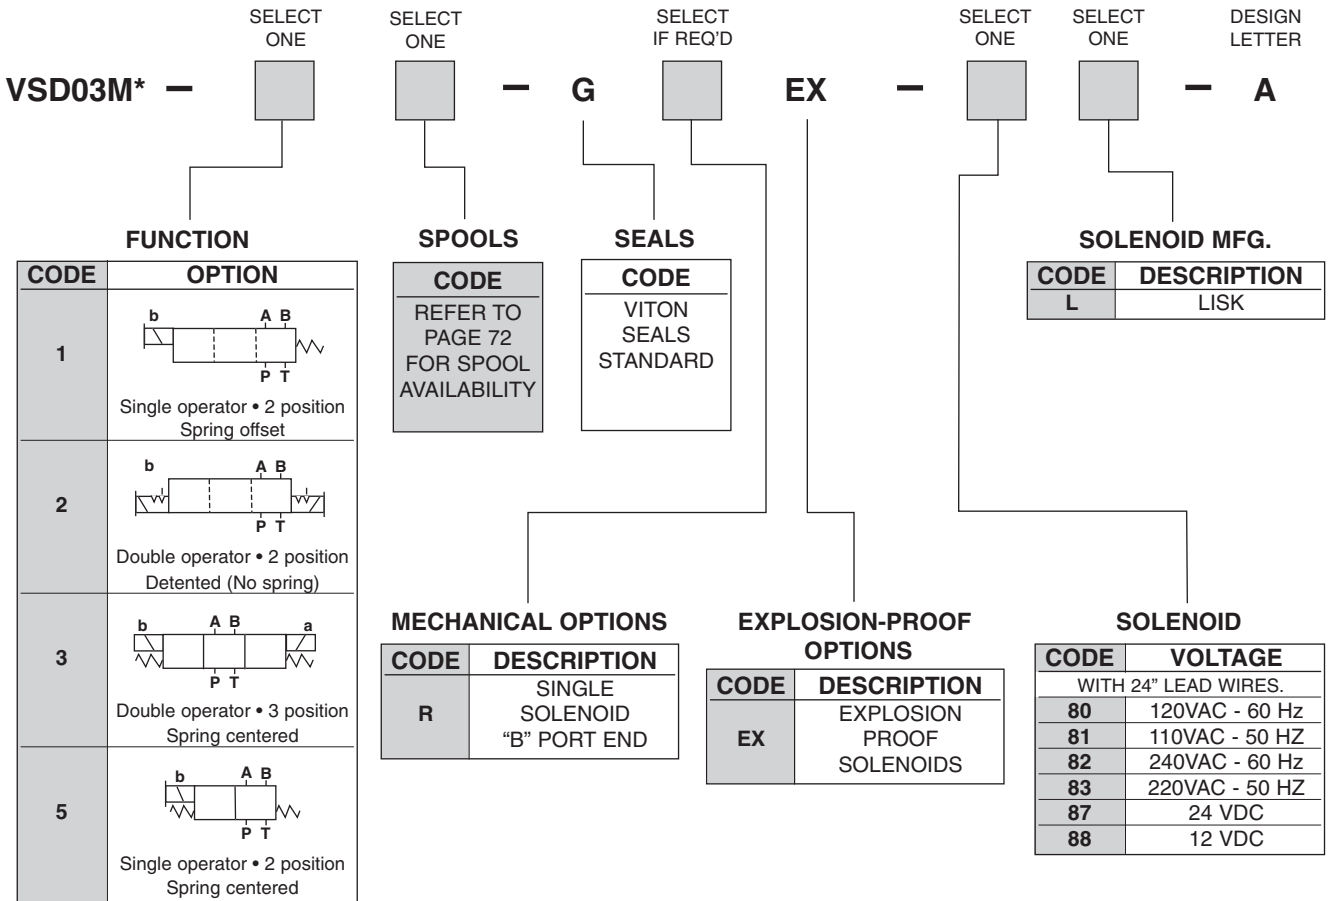 SELECT ONE
SELECT ONE
SELECT IF REQ'D
SELECT ONE
SELECT ONE
DESIGN LETTER
VSD03M* – – G EX – – A
FUNCTION
CODE OPTION
1
b A B
P T
Single operator • 2 position
Spring offset
2
b A B
P T
Double operator • 2 position
Detented (No spring)
3
b A B a
P T
Double operator • 3 position
Spring centered
5
b A B
P T
Single operator • 2 position
Spring centered
SPOOLS
CODE
REFER TO
PAGE 72
FOR SPOOL
AVAILABILITY
SEALS
CODE
VITON
SEALS
STANDARD
SOLENOID MFG.
CODE DESCRIPTION
L LISK
MECHANICAL OPTIONS
CODE DESCRIPTION
R
SINGLE
SOLENOID
“B” PORT END
EXPLOSION-PROOF
OPTIONS
CODE DESCRIPTION
EX
EXPLOSION
PROOF
SOLENOIDS
SOLENOID
CODE VOLTAGE
WITH 24” LEAD WIRES.
80 120VAC - 60 Hz
81 110VAC - 50 HZ
82 240VAC - 60 Hz
83 220VAC - 50 HZ
87 24 VDC
88 12 VDC